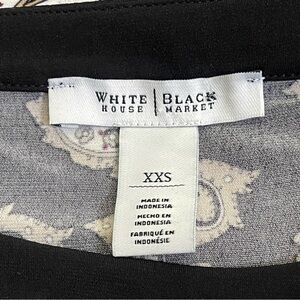 WHITE | BLACK
HOUSE | MARKET
XXS
MADE IN
INDONESIA
HECHO EN
INDONESIA
FABRIQUÉ EN
INDONÉSIE